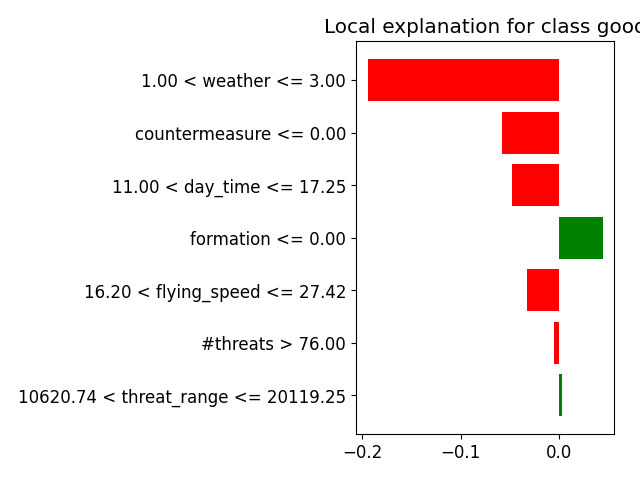 Local explanation for class good
1.00 < weather <= 3.00
countermeasure <= 0.00
11.00 < day_time <= 17.25
formation <= 0.00
16.20 < flying_speed <= 27.42
#threats > 76.00
10620.74 < threat_range <= 20119.25
−0.2 −0.1 0.0